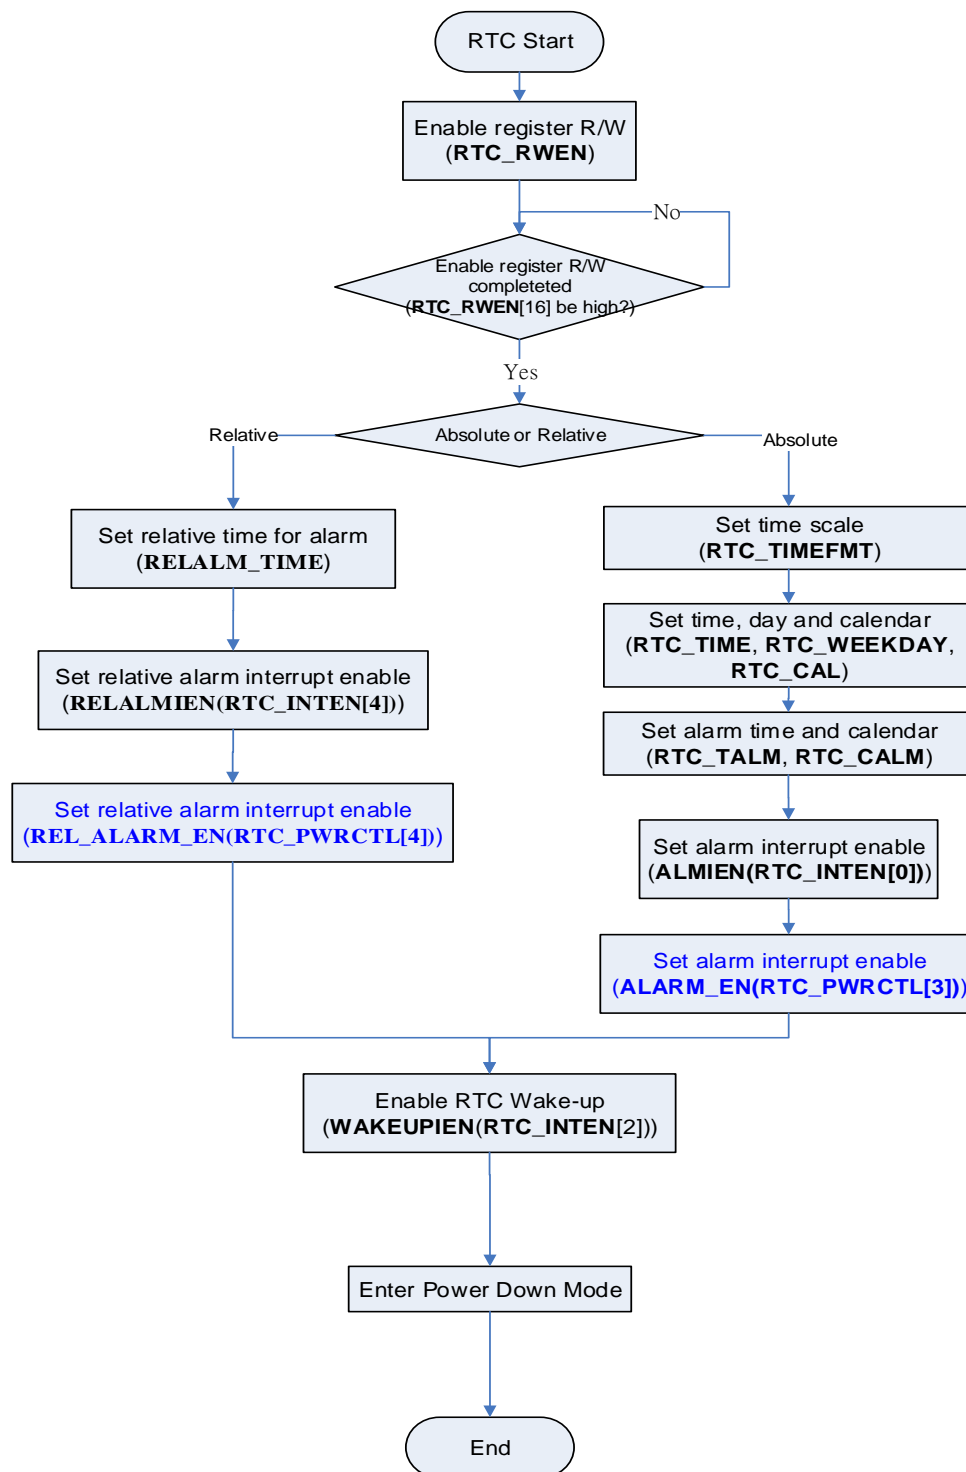 RTC Start
Enable register R/W
(RTC_RWEN)
No
Enable register R/W
completeted
(RTC_RWEN[16] be high?)
Yes
Absolute or Relative
Relative
Absolute
Set relative time for alarm
(RELALM_TIME)
Set relative alarm interrupt enable
(RELALMIEN(RTC_INTEN[4]))
Set relative alarm interrupt enable
(REL_ALARM_EN(RTC_PWRCTL[4]))
Set time scale
(RTC_TIMEFMT)
Set time, day and calendar
(RTC_TIME, RTC_WEEKDAY,
RTC_CAL)
Set alarm time and calendar
(RTC_TALM, RTC_CALM)
Set alarm interrupt enable
(ALMIEN(RTC_INTEN[0]))
Set alarm interrupt enable
(ALARM_EN(RTC_PWRCTL[3]))
Enable RTC Wake-up
(WAKEUPIEN(RTC_INTEN[2]))
Enter Power Down Mode
End